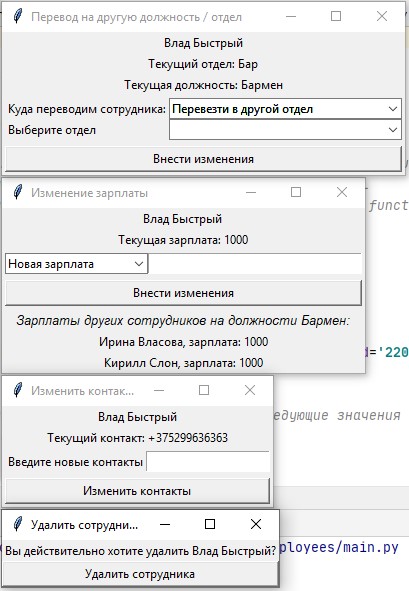 Перевод на другую должность / отдел
Влад Быстрый
Текущий отдел: Бар
Текущая должность: Бармен
Куда переводим сотрудника: Перевезти в другой отдел
Выберите отдел
Внести изменения
Изменение зарплаты
funct
Влад Быстрый
Текущая зарплата: 1000
Новая зарплата
Внести изменения
Зарплаты других сотрудников на должности Бармен:
Ирина Власова, зарплата: 1000
d='220
Кирилл Слон, зарплата: 1000
Изменить контак...
Влад Быстрый
едующие значения
Текущий контакт: +375299636363
Введите новые контакты
Изменить контакты
Удалить сотрудни...
Вы действительно хотите удалить Влад Быстрый?
ployees/main.py
Удалить сотрудника